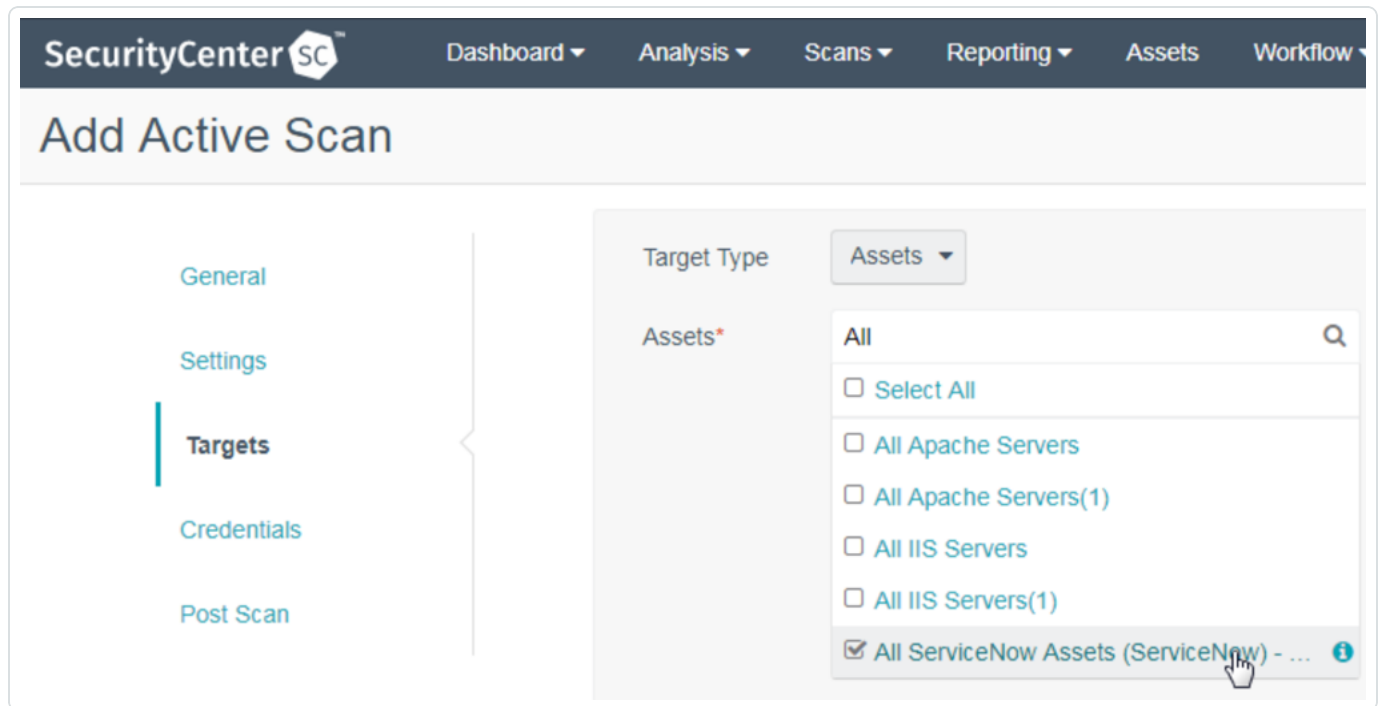 SecurityCenter SC™ Dashboard Analysis Scans Reporting Assets Workflow
Add Active Scan
General
Settings
Targets
Credentials
Post Scan
Target Type Assets
Assets* All
Select All
All Apache Servers
All Apache Servers(1)
All IIS Servers
All IIS Servers(1)
All ServiceNow Assets (ServiceNow) - ...